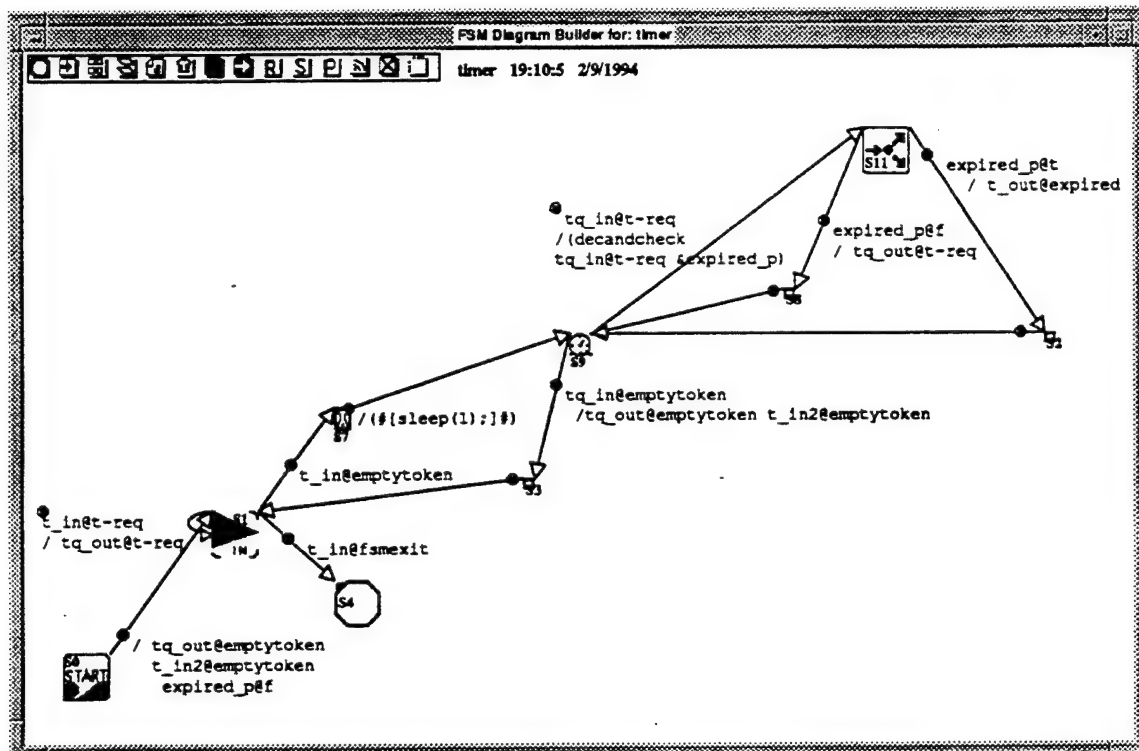 FSM Diagram Builder for: timer
R S P
timer 19:10:5 2/9/1994
S11
expired_p@t
/ t_out@expired
tq_in@t-req
/(decandcheck
tq_in@t-req &expired_p)
expired_p@f
/ tq_out@t-req
S9
tq_in@emptytoken
/tq_out@emptytoken t_in2@emptytoken
/(#[sleep(1);]#)
S7
t_in@emptytoken
S3
t_in@t-req
/ tq_out@t-req
S1
IN
t_in@fsmexit
S4
/ tq_out@emptytoken
t_in2@emptytoken
expired_p@f
S0
START